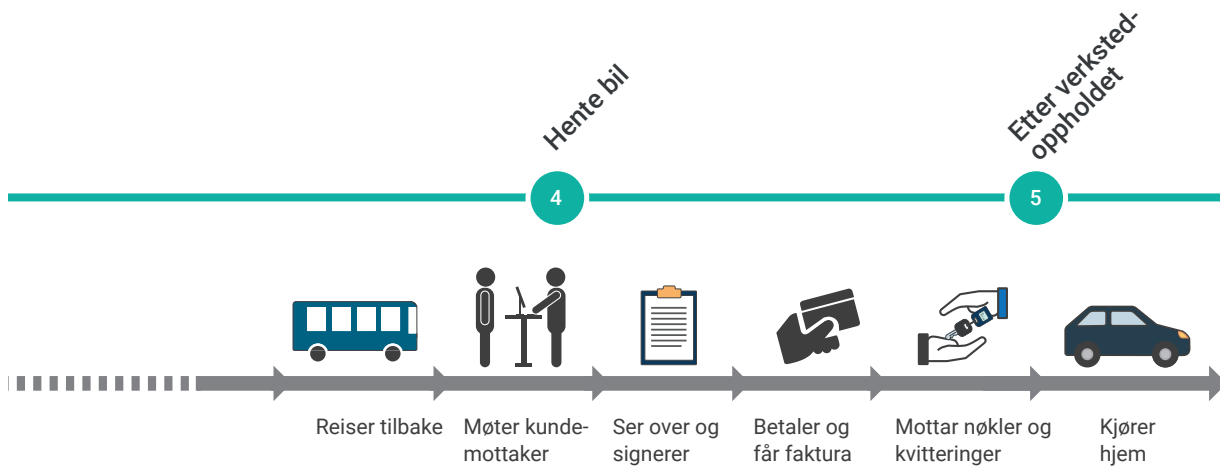 Hente bil
Etter verksted-
oppholdet
4
5
Reiser tilbake
Møter kunde-
mottaker
Ser over og
signerer
Betaler og
får faktura
Mottar nøkler og
kvitteringer
Kjører
hjem